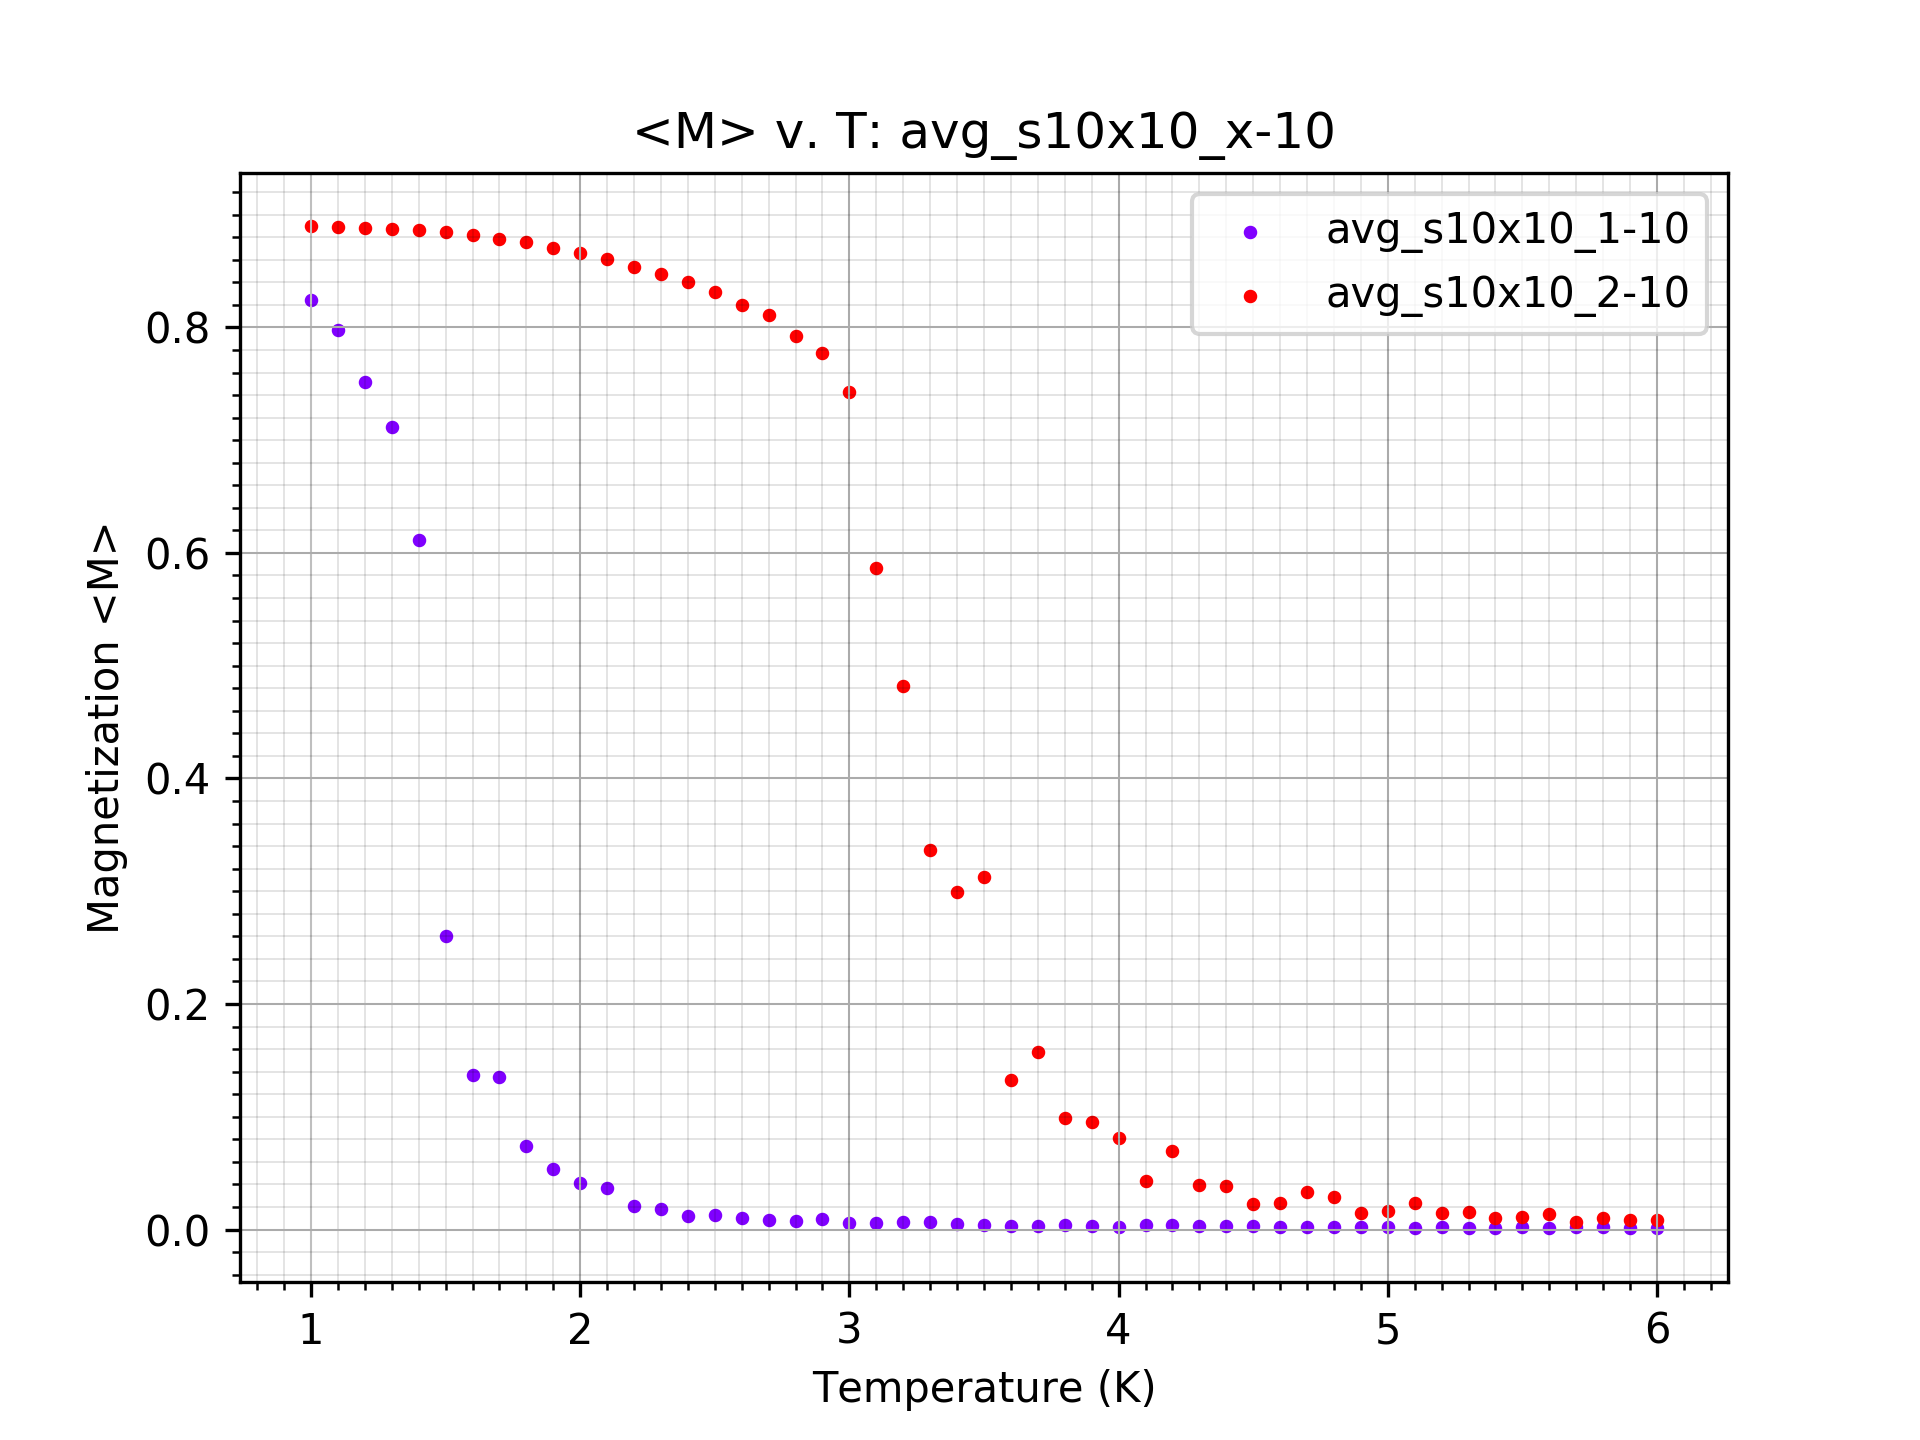 <M> v. T: avg_s10x10_x-10
avg_s10x10_1-10
avg_s10x10_2-10
Magnetization <M>
0.8
0.6
0.4
0.2
0.0
1 2 3 4 5 6
Temperature (K)